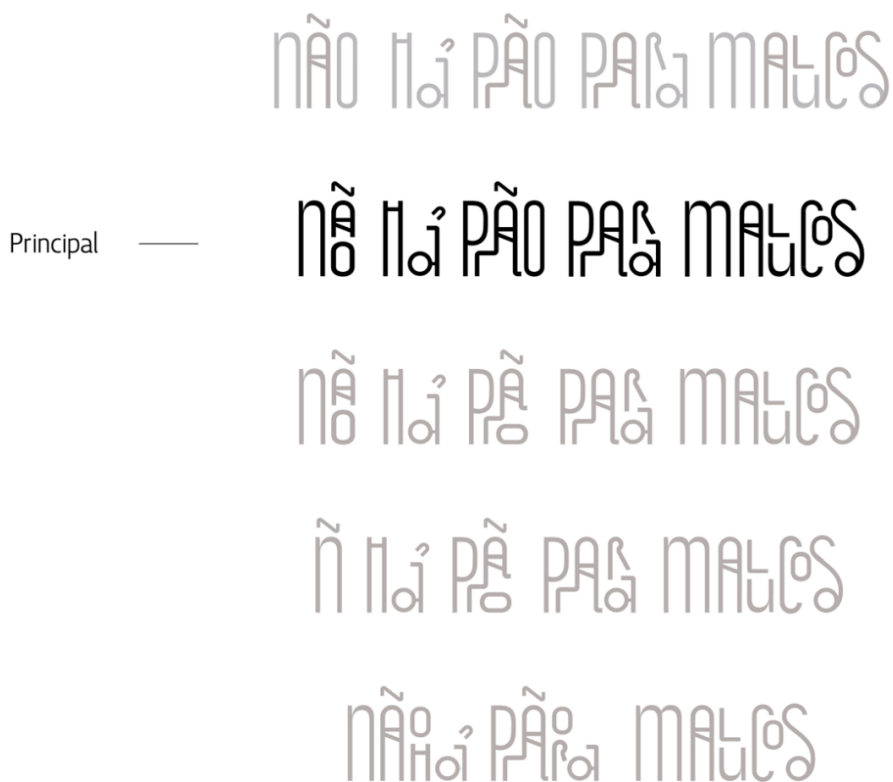 NÃO HÁ PÃO PARA MALUCOS
Principal NÃO HÁ PÃO PARA MALUCOS
NÃO HÁ PÃO PARA MALUCOS
Ñ HÁ PÃO PARA MALUCOS
NÃO HÁ PÃO PARA MALUCOS